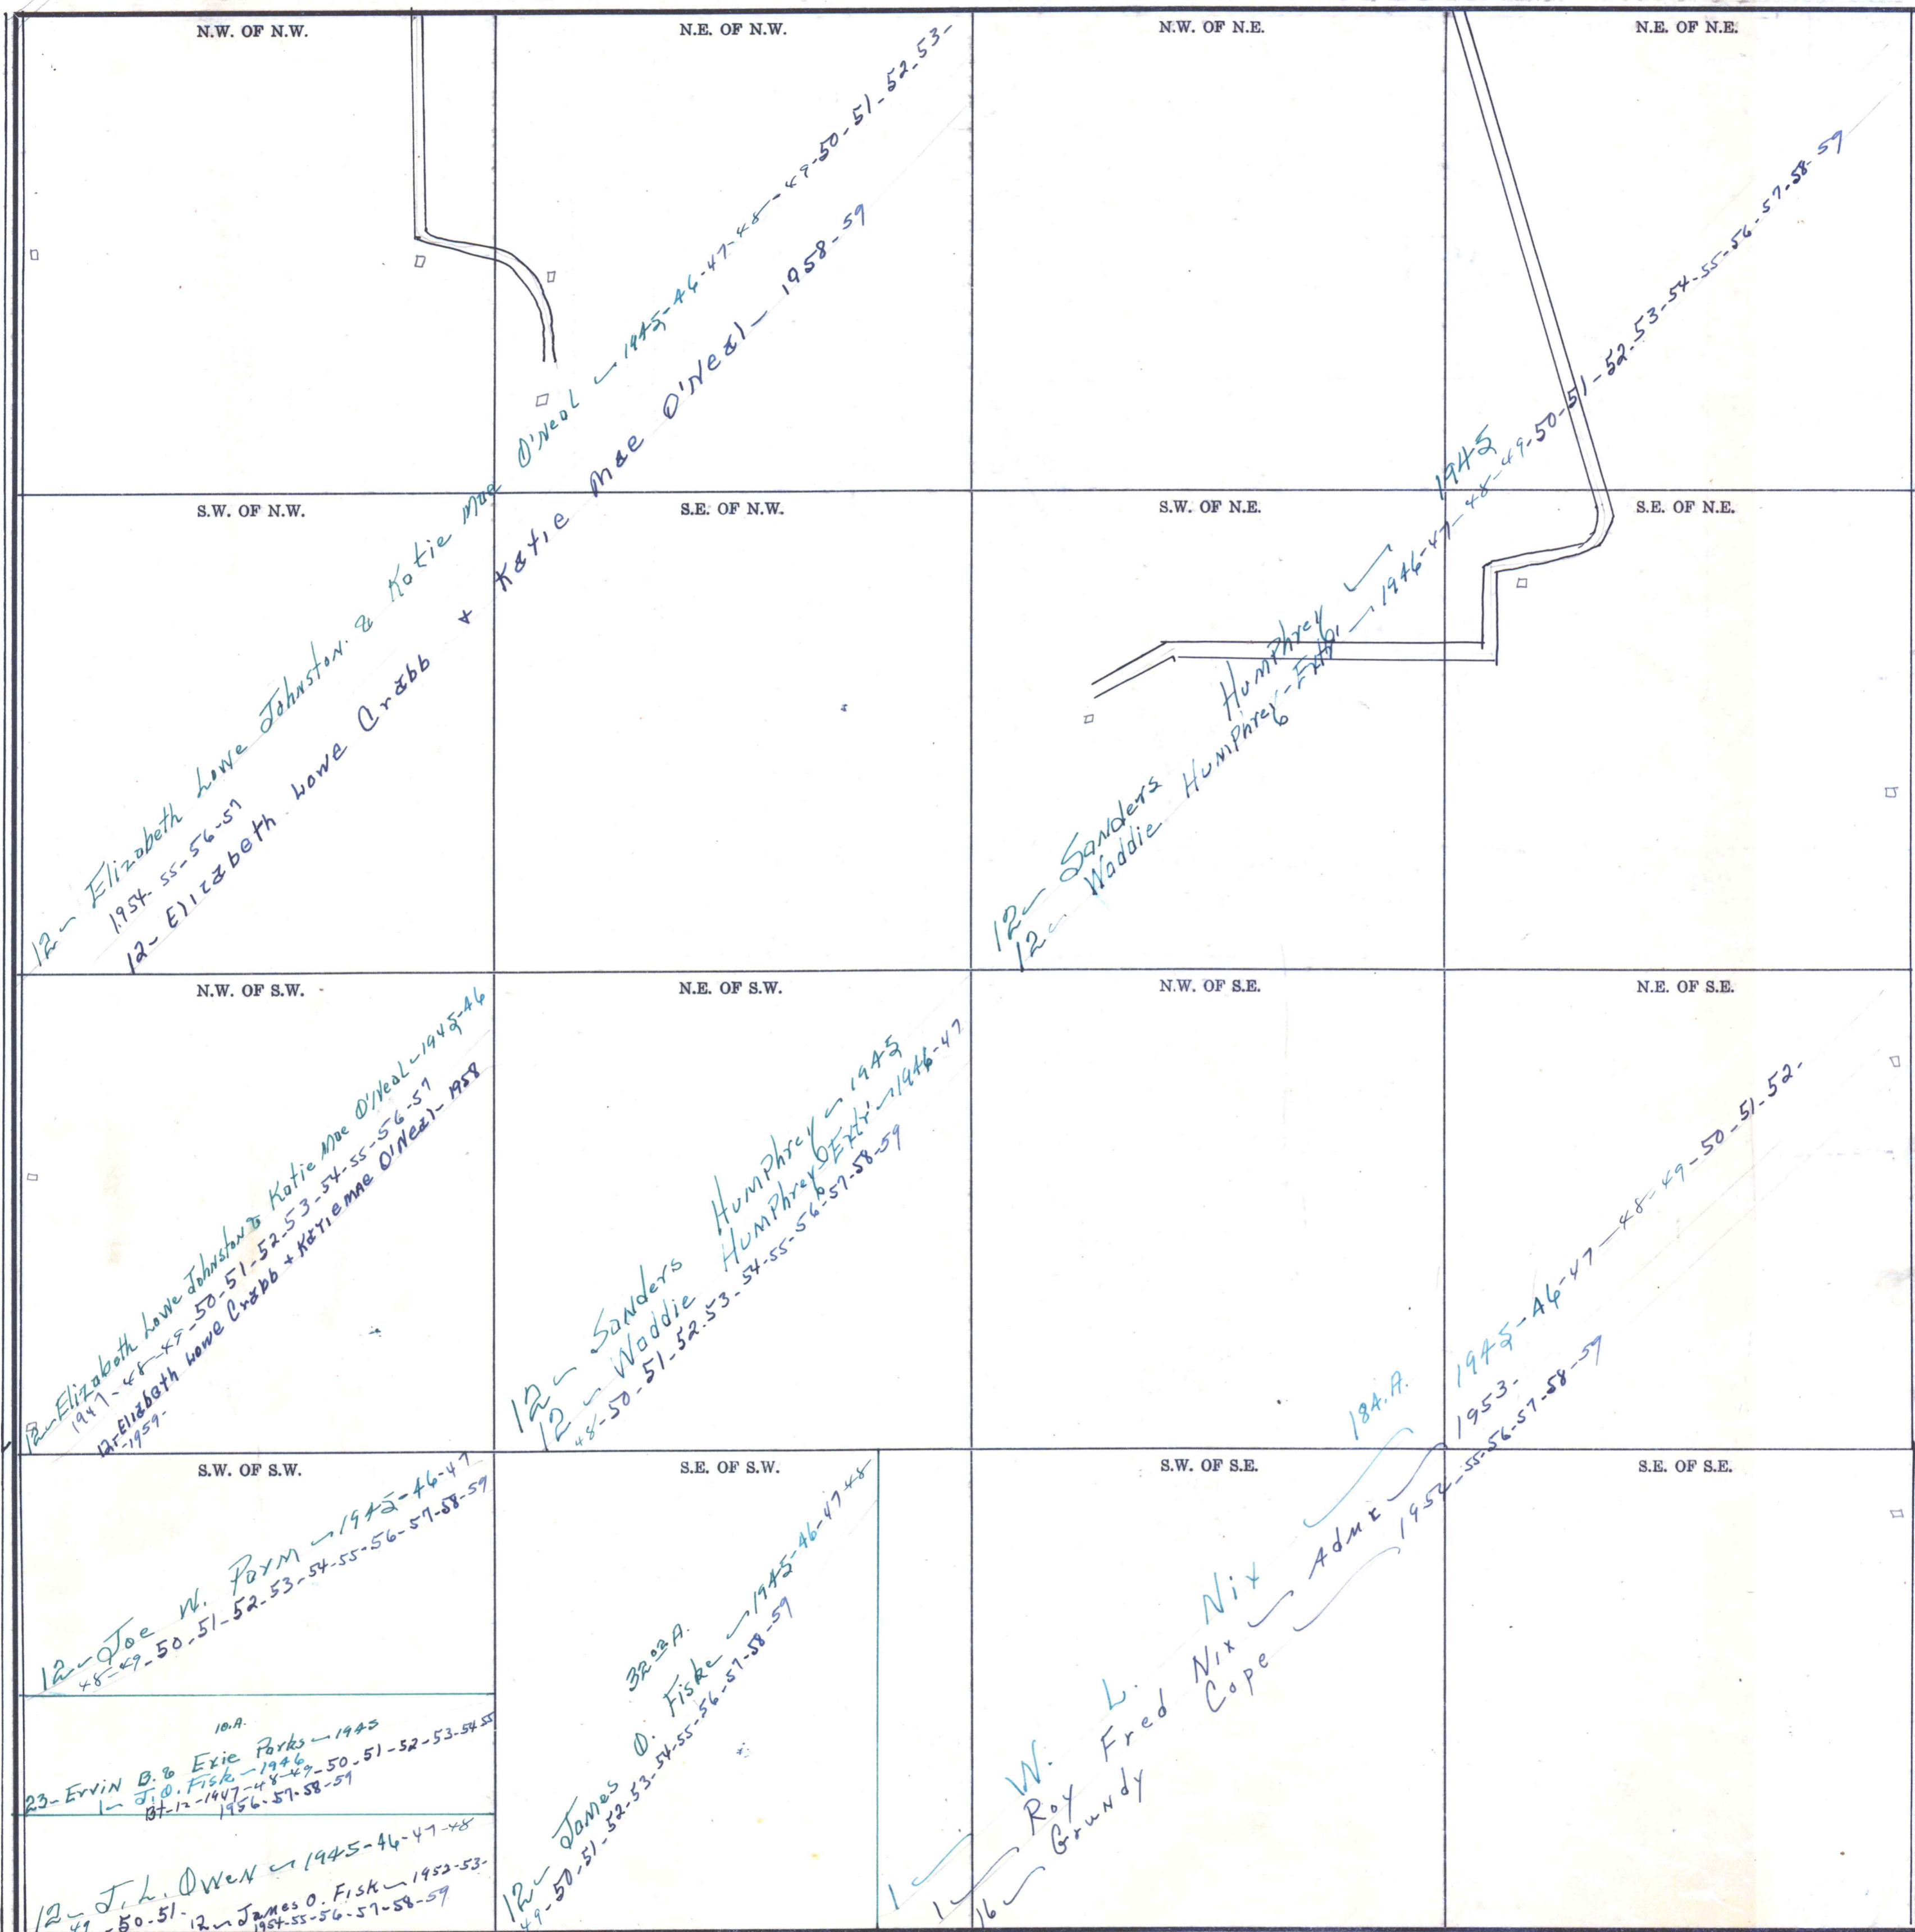 N.W. OF N.W.
N.E. OF N.W.
N.W. OF N.E.
N.E. OF N.E.
S.W. OF N.W.
S.E. OF N.W.
S.W. OF N.E.
S.E. OF N.E.
12- Elizabeth Lowe Johnston & Katie Mae O'Neal - 1945-46-47-48-49-50-51-52-53-
1954-55-56-57
12- Elizabeth Lowe Crabb + Katie Mae O'Neal - 1958-59
12- Sanders Humphrey 1945
12- Waddie Humphrey-Extr. - 1946-47-48-49-50-51-52-53-54-55-56-57-58-59
N.W. OF S.W.
N.E. OF S.W.
N.W. OF S.E.
N.E. OF S.E.
12- Elizabeth Lowe Johnston & Katie Mae O'Neal - 1945-46
1947-48-49-50-51-52-53-54-55-56-57
12- Elizabeth Lowe Crabb + Katie Mae O'Neal - 1958
-1959-
12- Sanders Humphrey - 1945
12- Waddie Humphrey Extr. - 1946-47
48-50-51-52-53-54-55-56-57-58-59
S.W. OF S.W.
S.E. OF S.W.
S.W. OF S.E.
S.E. OF S.E.
12- Joe W. Parm - 1945-46-47
48-49-50-51-52-53-54-55-56-57-58-59
10.A.
23- Ervin B. & Exie Parks - 1945
1- J.O. Fisk - 1946
Bt-12-1947-48-49-50-51-52-53-54 55
1956-57-58-59
12- J.L. Owen - 1945-46-47-48
49-50-51-
12- James O. Fisk - 1952-53-
1954-55-56-57-58-59
32 02 A.
12- James O. Fisk - 1945-46-47 48
49-50-51-52-53-54-55-56-57-58-59
184.A.
1 W. L. Nix 1945-46-47-48-49-50-51-52-
1 Roy Fred Nix Admx 1953-
16 Grundy Cope 1954-55-56-57-58-59